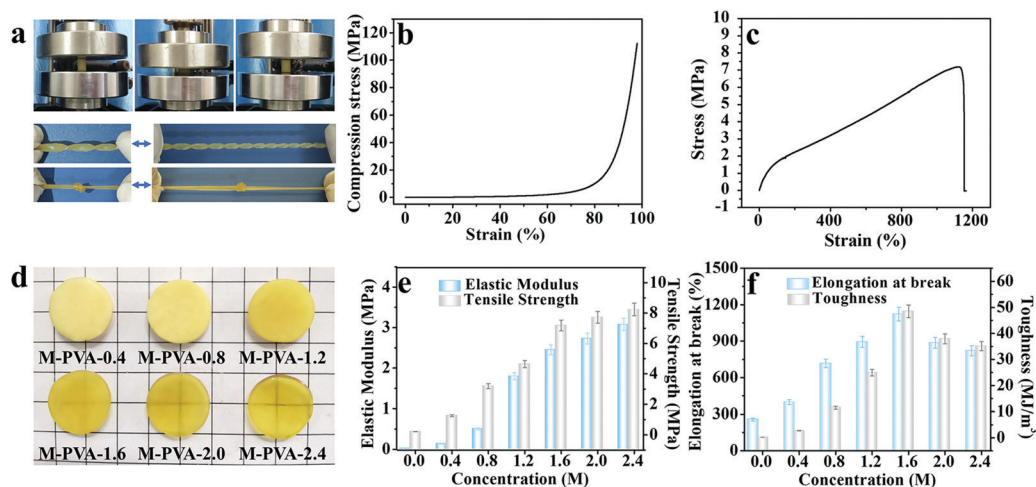 a
b
Compression stress (MPa)
120
100
80
60
40
20
0
0 20 40 60 80 100
Strain (%)
c
Stress (MPa)
8
7
6
5
4
3
2
1
0
-1
0 400 800 1200
Strain (%)
d
M-PVA-0.4 M-PVA-0.8 M-PVA-1.2
M-PVA-1.6 M-PVA-2.0 M-PVA-2.4
e
Elastic Modulus
Tensile Strength
Elastic Modulus (MPa)
4
3
2
1
0
Tensile Strength (MPa)
10
8
6
4
2
0
0.0 0.4 0.8 1.2 1.6 2.0 2.4
Concentration (M)
f
Elongation at break
Toughness
Elongation at break (%)
1500
1200
900
600
300
0
Toughness (MJ/m³)
60
50
40
30
20
10
0
0.0 0.4 0.8 1.2 1.6 2.0 2.4
Concentration (M)